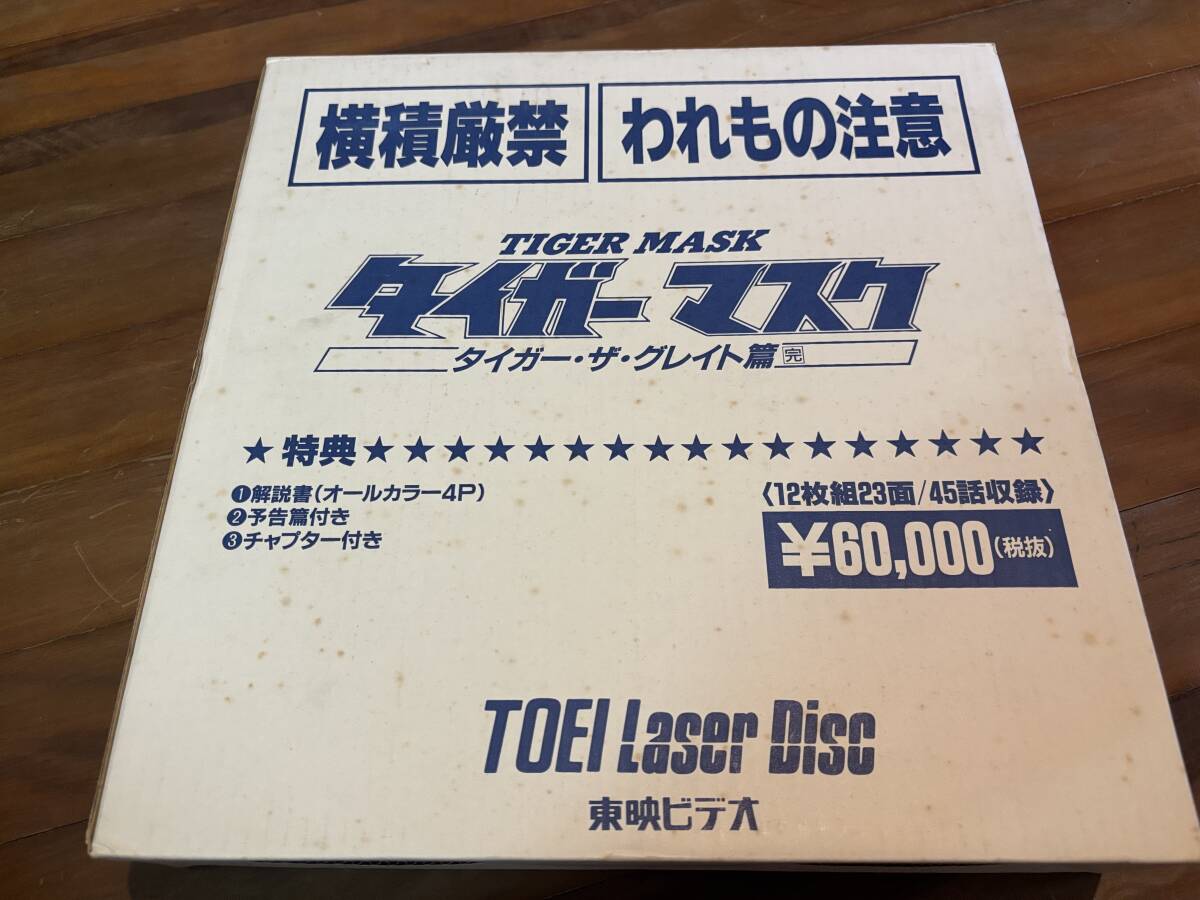 横積厳禁 われもの注意
TIGER MASK
タイガーマスク
タイガー・ザ・グレイト篇 完
★ 特典 ★★★★★★★★★★★★★★★★★
❶解説書(オールカラー4P)
❷予告篇付き
❸チャプター付き
〈12枚組23面/45話収録〉
¥60,000(税抜)
TOEI Laser Disc
東映ビデオ